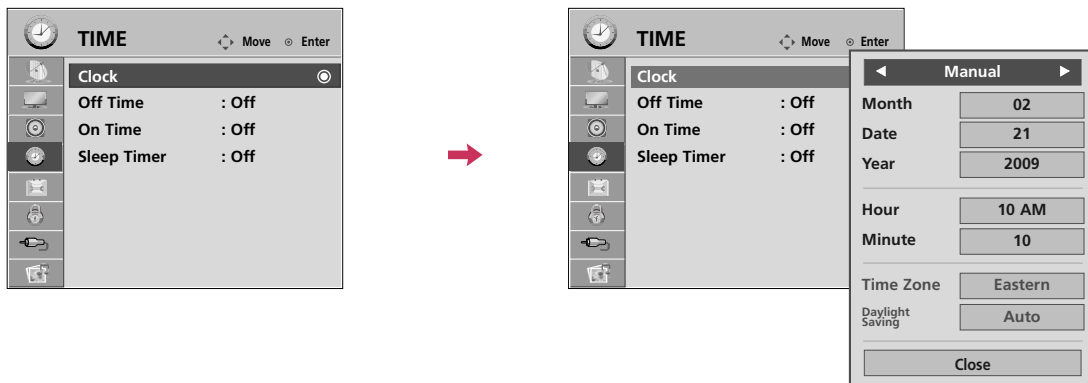 TIME Move Enter
Clock
Off Time : Off
On Time : Off
Sleep Timer : Off
TIME Move Enter
Clock
Off Time : Off
On Time : Off
Sleep Timer : Off
Manual
Month 02
Date 21
Year 2009
Hour 10 AM
Minute 10
Time Zone Eastern
Daylight
Saving Auto
Close